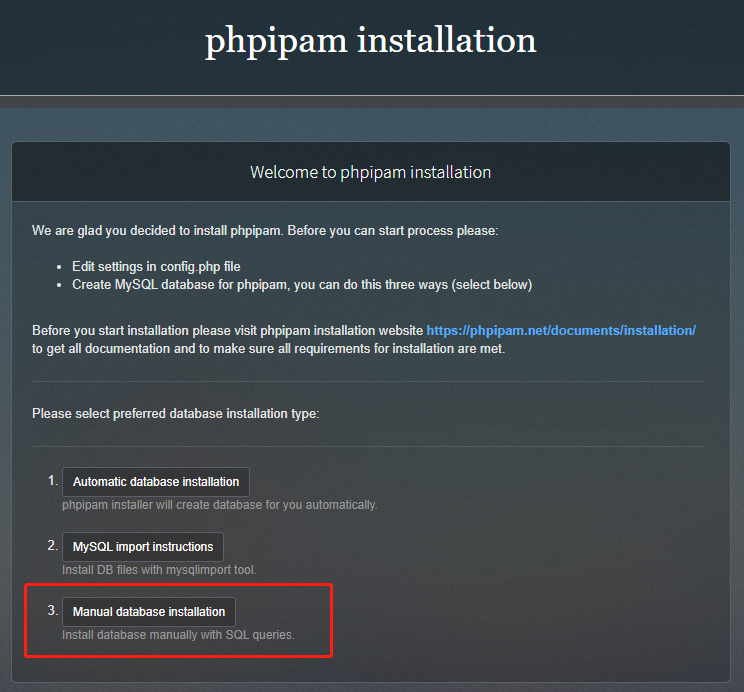 phpipam installation
Welcome to phpipam installation
We are glad you decided to install phpipam. Before you can start process please:
• Edit settings in config.php file
• Create MySQL database for phpipam, you can do this three ways (select below)
Before you start installation please visit phpipam installation website https://phpipam.net/documents/installation/
to get all documentation and to make sure all requirements for installation are met.
Please select preferred database installation type:
1. Automatic database installation
phpipam installer will create database for you automatically.
2. MySQL import instructions
Install DB files with mysqlimport tool.
3. Manual database installation
Install database manually with SQL queries.